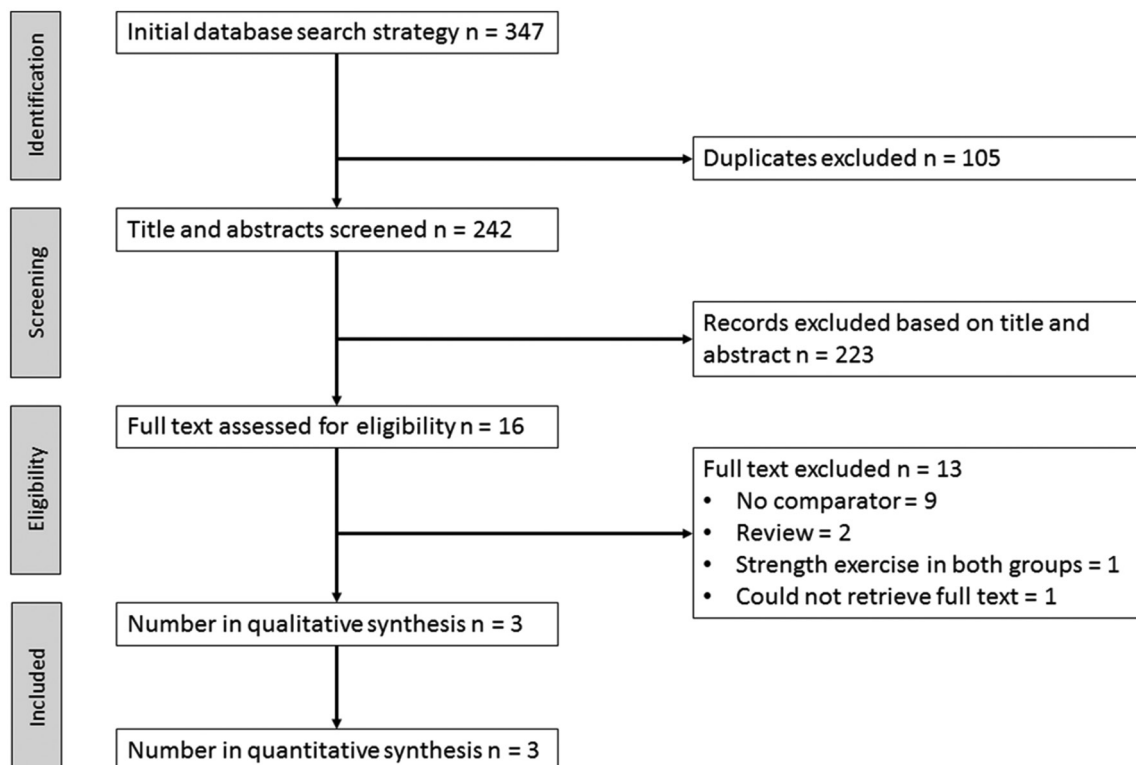 Identification
Initial database search strategy n = 347
Duplicates excluded n = 105
Screening
Title and abstracts screened n = 242
Records excluded based on title and
abstract n = 223
Eligibility
Full text assessed for eligibility n = 16
Full text excluded n = 13
• No comparator = 9
• Review = 2
• Strength exercise in both groups = 1
• Could not retrieve full text = 1
Included
Number in qualitative synthesis n = 3
Number in quantitative synthesis n = 3